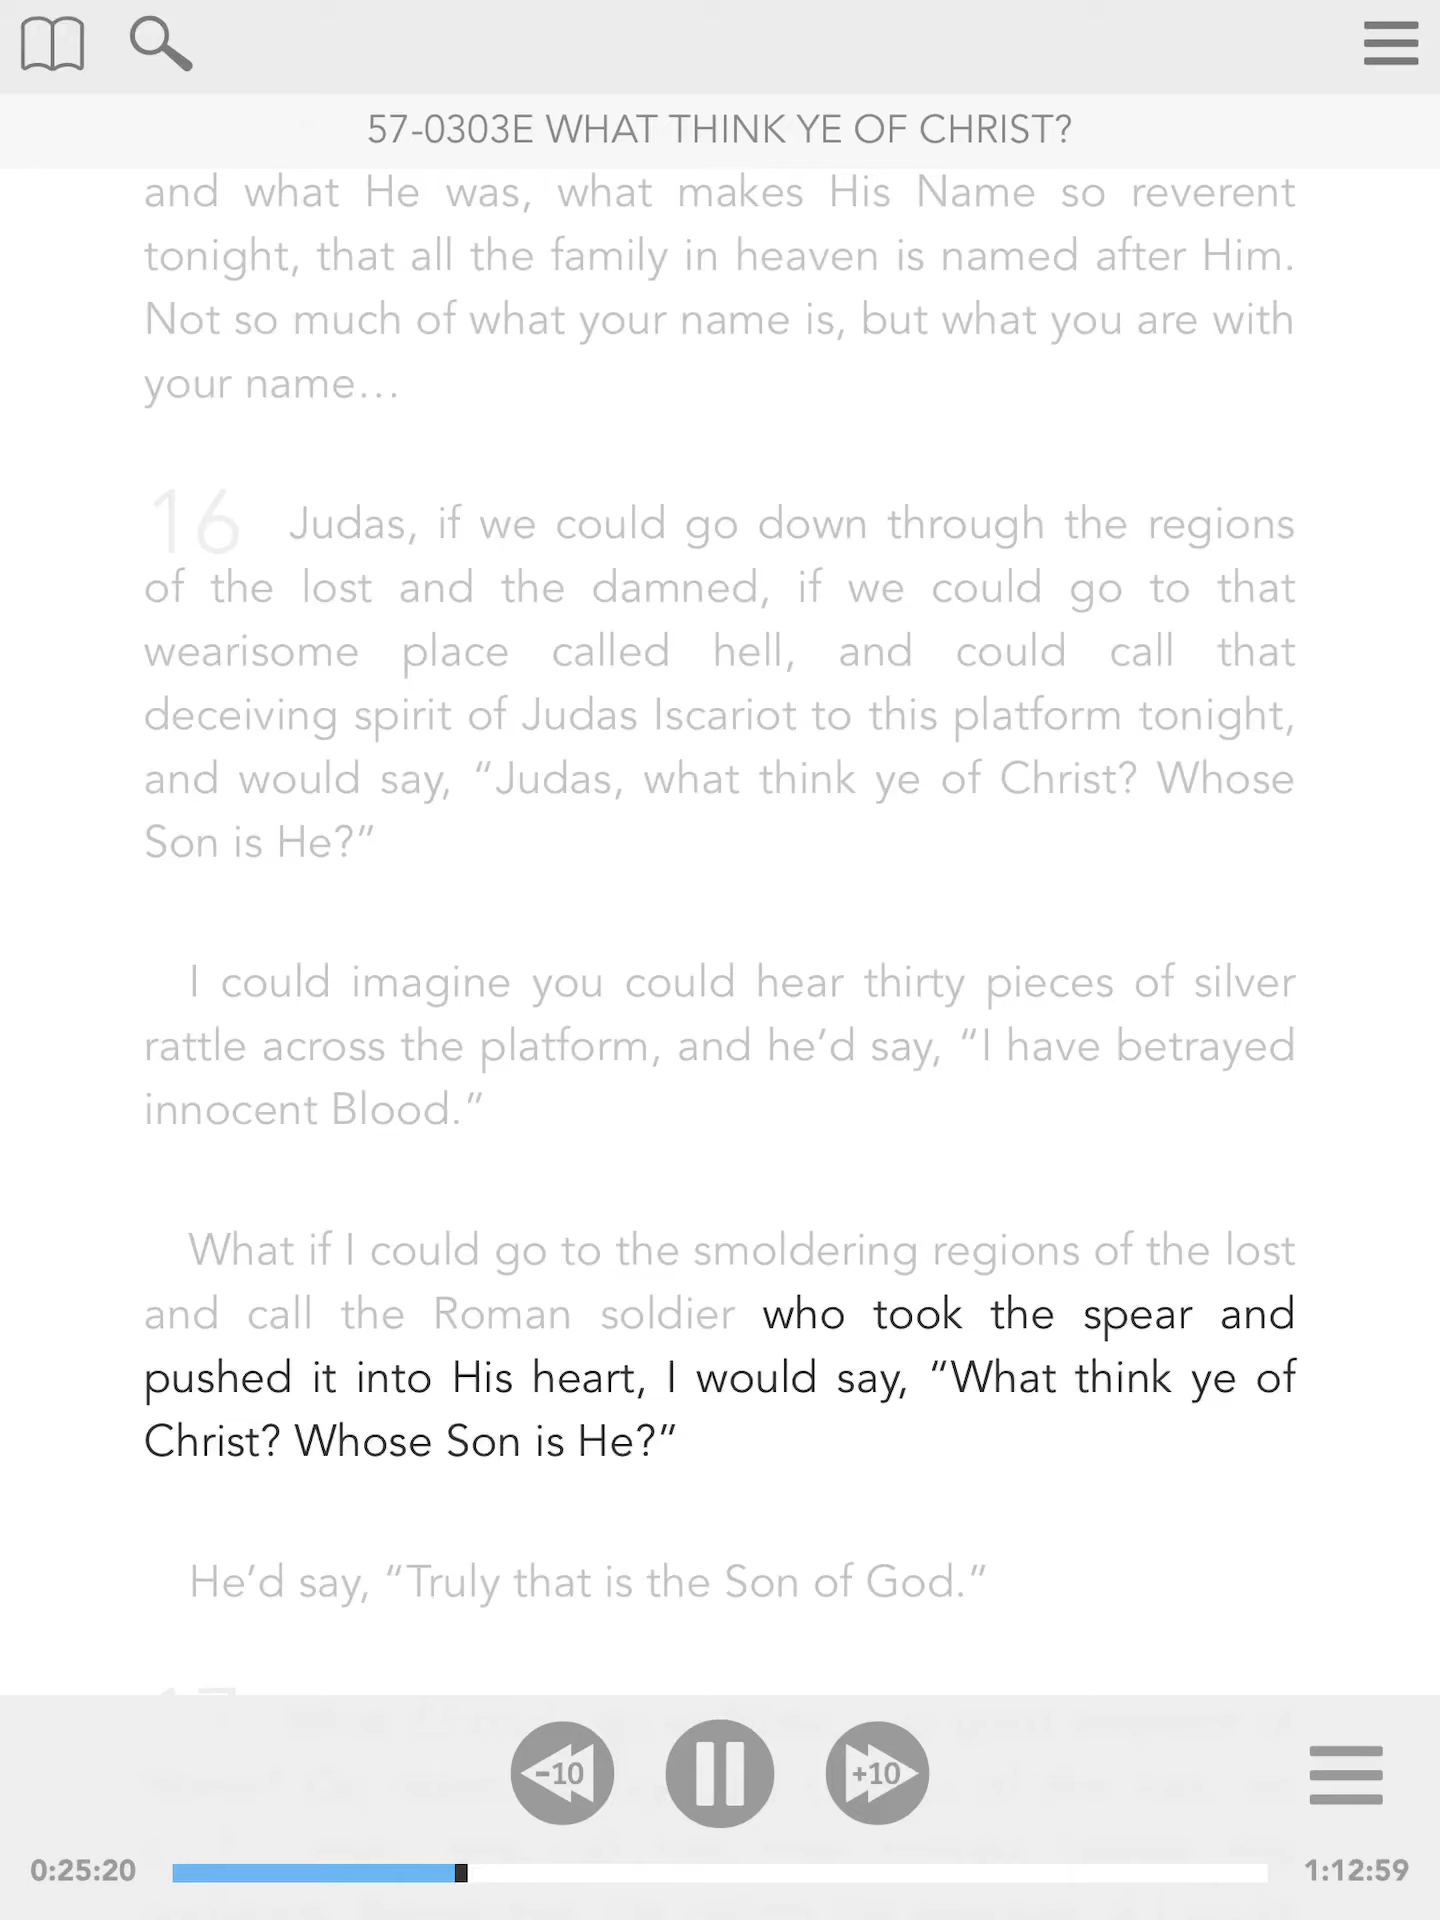 57-0303E WHAT THINK YE OF CHRIST?
and what He was, what makes His Name so reverent
tonight, that all the family in heaven is named after Him.
Not so much of what your name is, but what you are with
your name…
16 Judas, if we could go down through the regions
of the lost and the damned, if we could go to that
wearisome place called hell, and could call that
deceiving spirit of Judas Iscariot to this platform tonight,
and would say, “Judas, what think ye of Christ? Whose
Son is He?”
I could imagine you could hear thirty pieces of silver
rattle across the platform, and he’d say, “I have betrayed
innocent Blood.”
What if I could go to the smoldering regions of the lost
and call the Roman soldier who took the spear and
pushed it into His heart, I would say, “What think ye of
Christ? Whose Son is He?”
He’d say, “Truly that is the Son of God.”
-10 +10
0:25:20 1:12:59